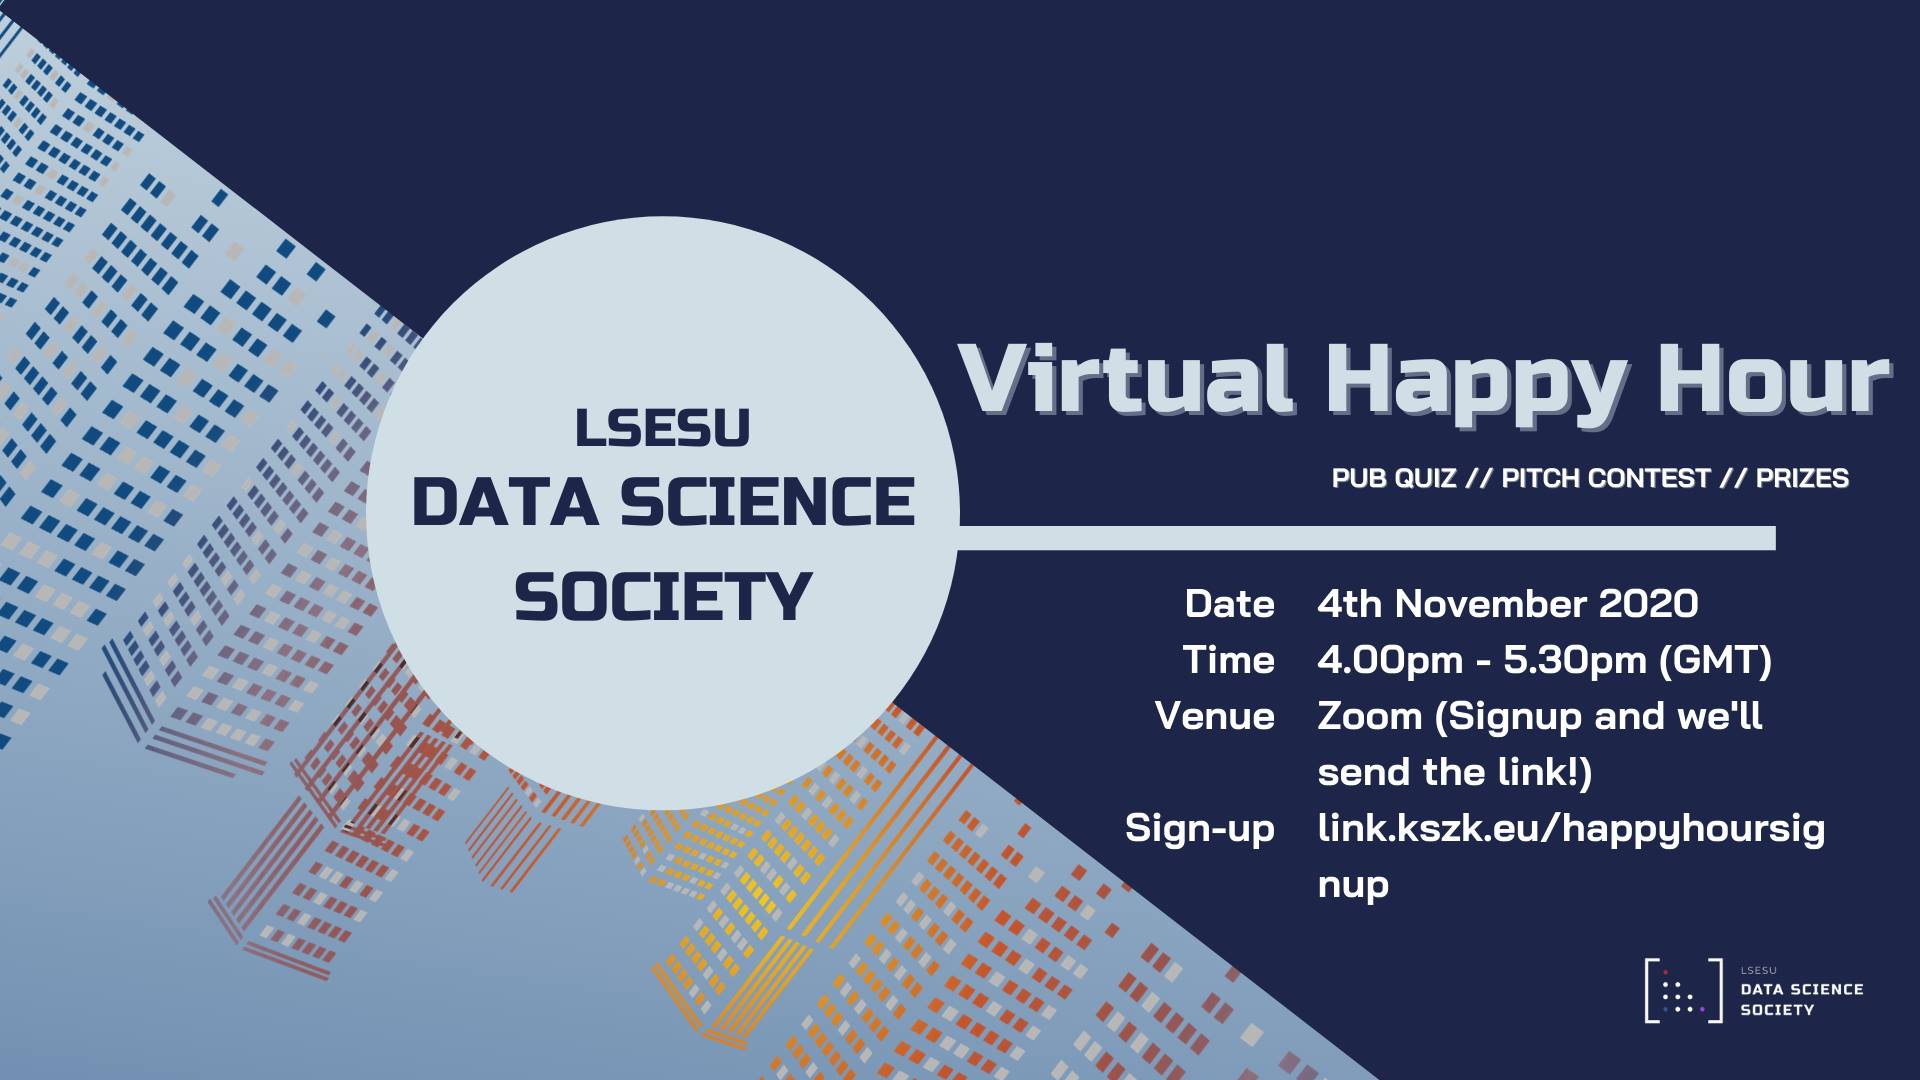 LSESU
DATA SCIENCE
SOCIETY
Virtual Happy Hour
PUB QUIZ // PITCH CONTEST // PRIZES
Date 4th November 2020
Time 4.00pm - 5.30pm (GMT)
Venue Zoom (Signup and we'll
send the link!)
Sign-up link.kszk.eu/happyhoursig
nup
LSESU
DATA SCIENCE
SOCIETY